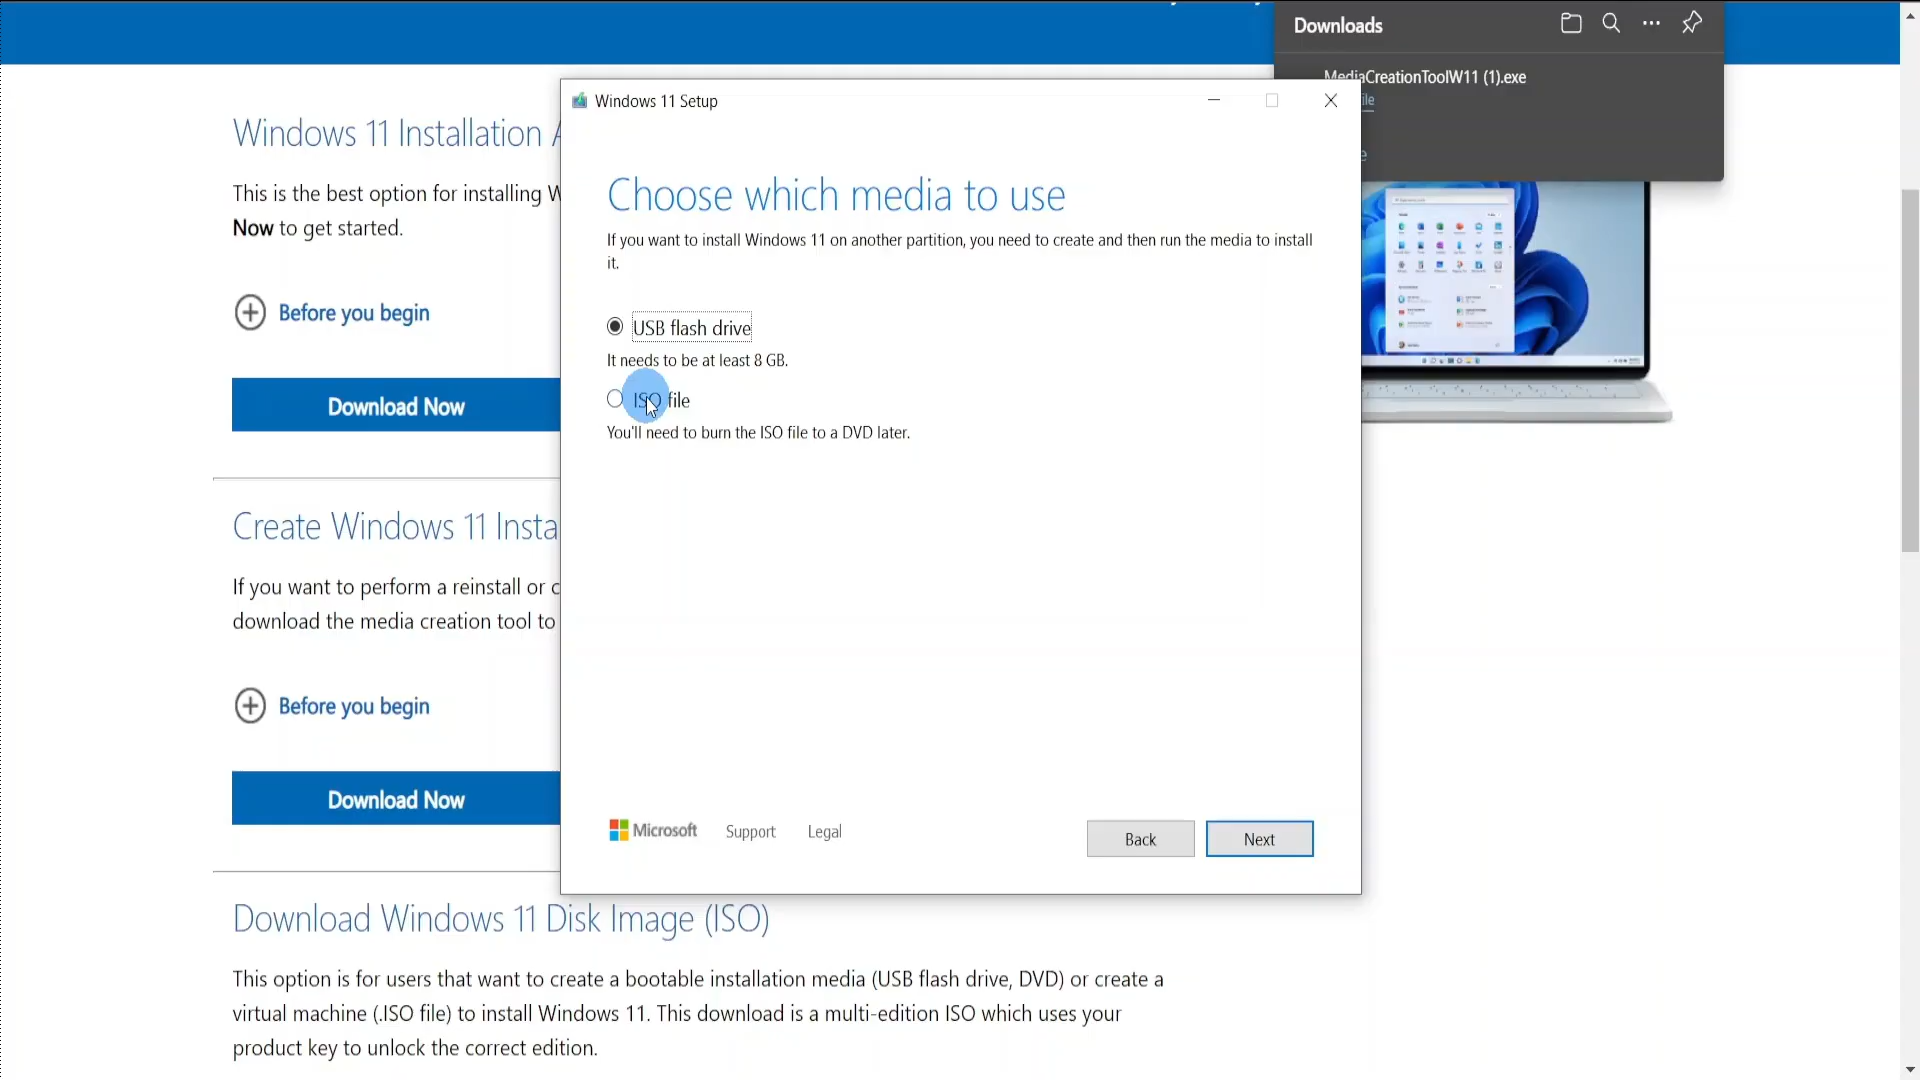 Downloads
MediaCreationToolW11 (1).exe
Windows 11 Setup
Windows 11 Installation
This is the best option for installing
Now to get started.
Before you begin
Download Now
Choose which media to use
If you want to install Windows 11 on another partition, you need to create and then run the media to install
it.
USB flash drive
It needs to be at least 8 GB.
ISO file
You'll need to burn the ISO file to a DVD later.
Microsoft
Support
Legal
Back
Next
Create Windows 11
If you want to perform a reinstall or
download the media creation tool to
Before you begin
Download Now
Download Windows 11 Disk Image (ISO)
This option is for users that want to create a bootable installation media (USB flash drive, DVD) or create a
virtual machine (.ISO file) to install Windows 11. This download is a multi-edition ISO which uses your
product key to unlock the correct edition.